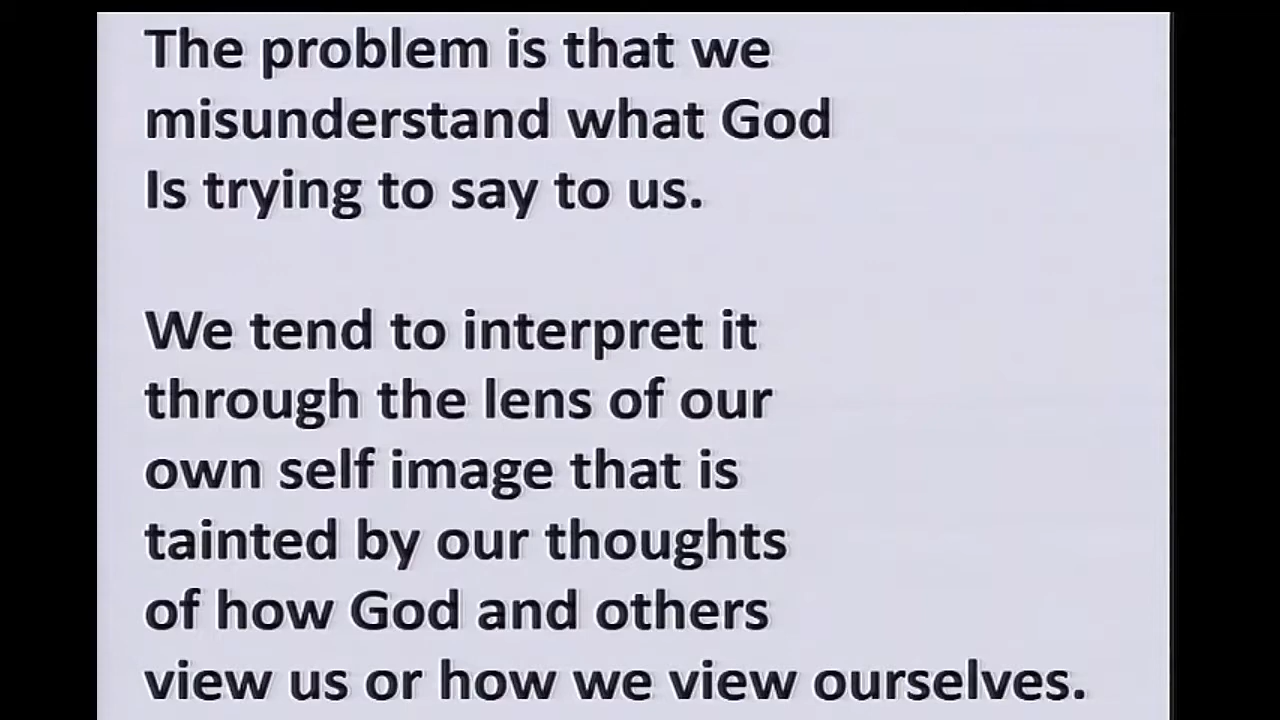 The problem is that we
misunderstand what God
Is trying to say to us.
We tend to interpret it
through the lens of our
own self image that is
tainted by our thoughts
of how God and others
view us or how we view ourselves.